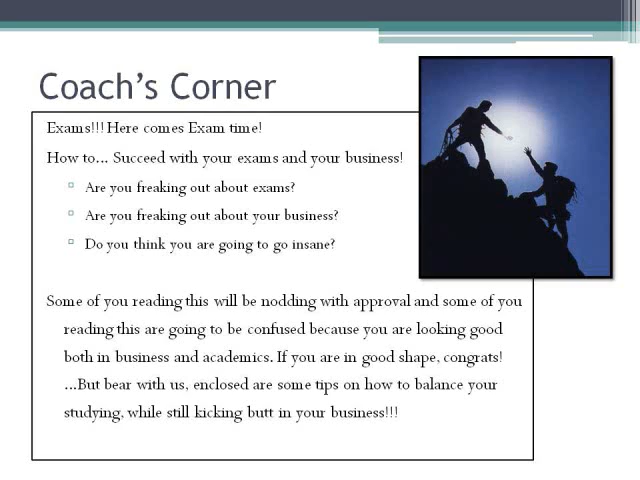 Coach's Corner
Exams!!! Here comes Exam time!
How to... Succeed with your exams and your business!
Are you freaking out about exams?
Are you freaking out about your business?
Do you think you are going to go insane?
Some of you reading this will be nodding with approval and some of you
reading this are going to be confused because you are looking good
both in business and academics. If you are in good shape, congrats!
...But bear with us, enclosed are some tips on how to balance your
studying, while still kicking butt in your business!!!